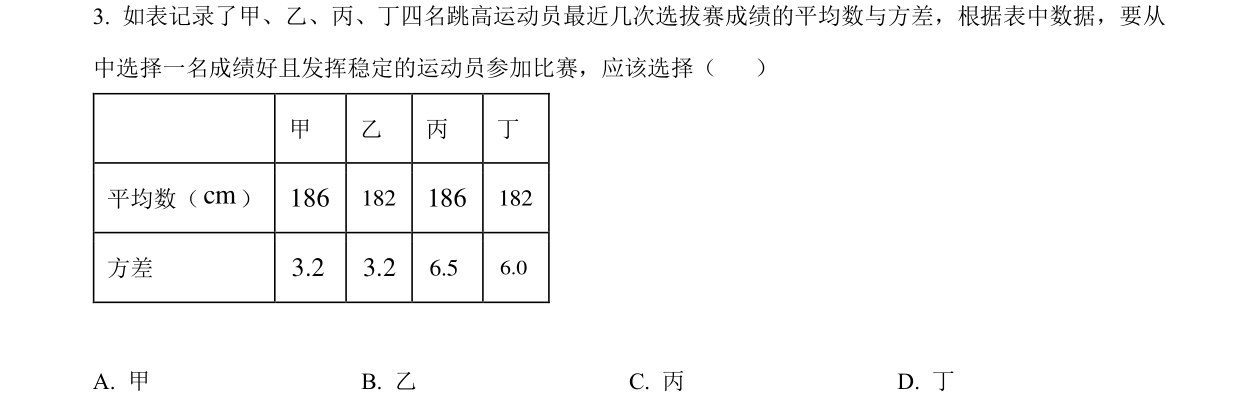 3. 如表记录了甲、乙、丙、丁四名跳高运动员最近几次选拔赛成绩的平均数与方差，根据表中数据，要从
中选择一名成绩好且发挥稳定的运动员参加比赛，应该选择（　　）
甲 乙 丙 丁
平均数（cm） 186 182 186 182
方差 3.2 3.2 6.5 6.0
A. 甲 B. 乙 C. 丙 D. 丁